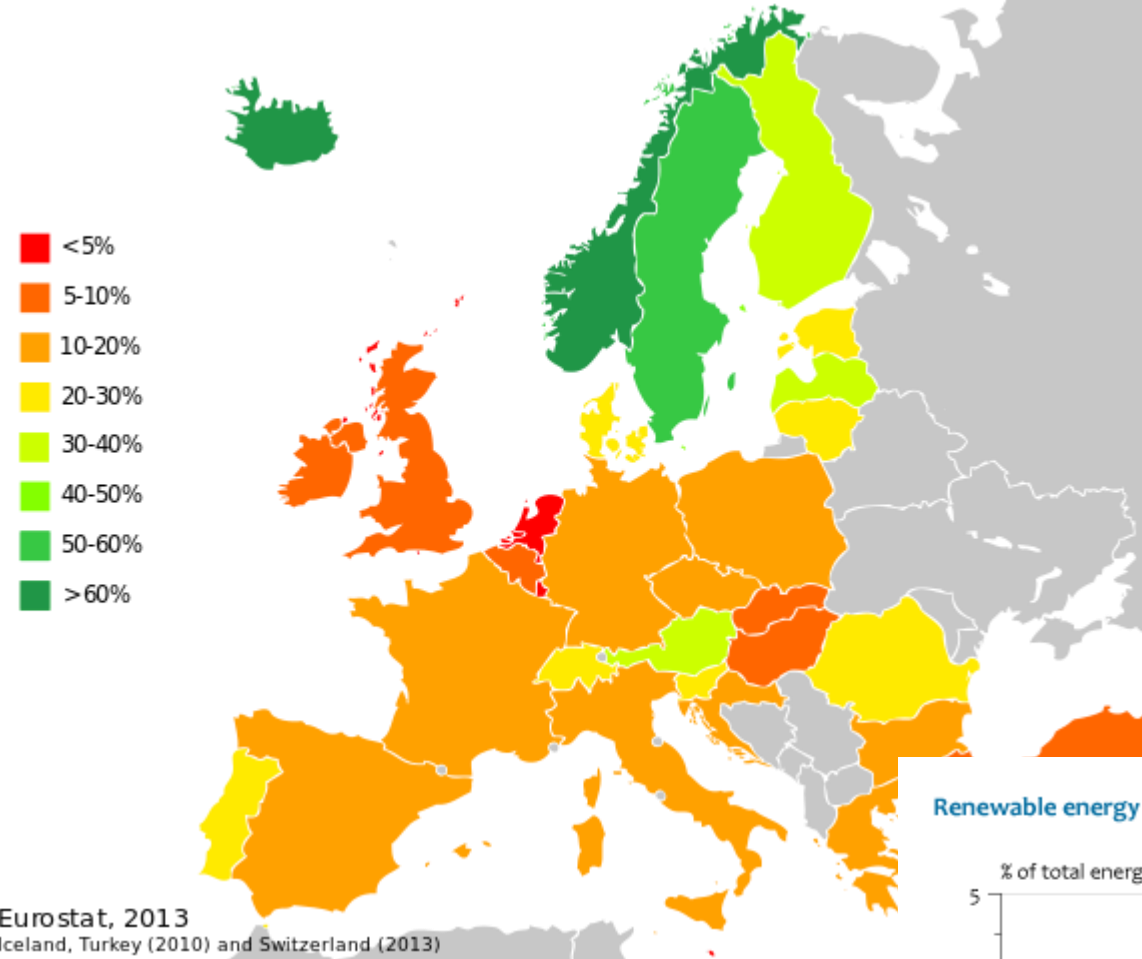 <5%
5-10%
10-20%
20-30%
30-40%
40-50%
50-60%
>60%
Eurostat, 2013
Iceland, Turkey (2010) and Switzerland (2013)
Renewable energy
% of total energ
5